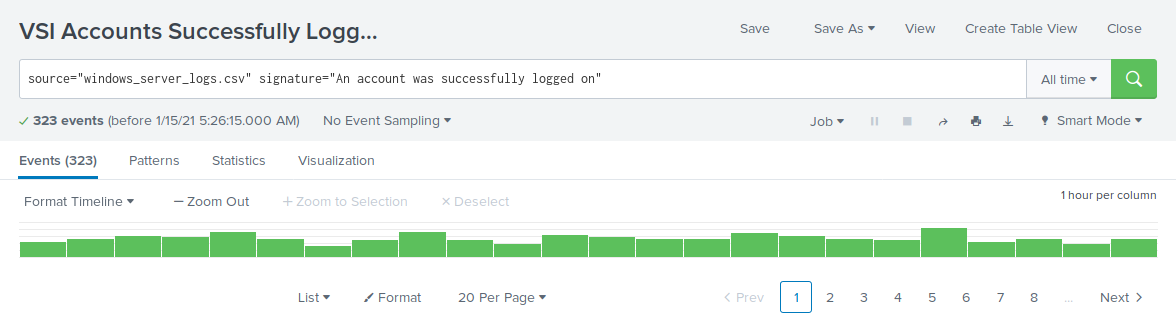 VSI Accounts Successfully Logg...
Save Save As View Create Table View Close
source="windows_server_logs.csv" signature="An account was successfully logged on"
All time
323 events (before 1/15/21 5:26:15.000 AM) No Event Sampling
Job Smart Mode
Events (323) Patterns Statistics Visualization
Format Timeline — Zoom Out + Zoom to Selection × Deselect
1 hour per column
List Format 20 Per Page
< Prev 1 2 3 4 5 6 7 8 ... Next >